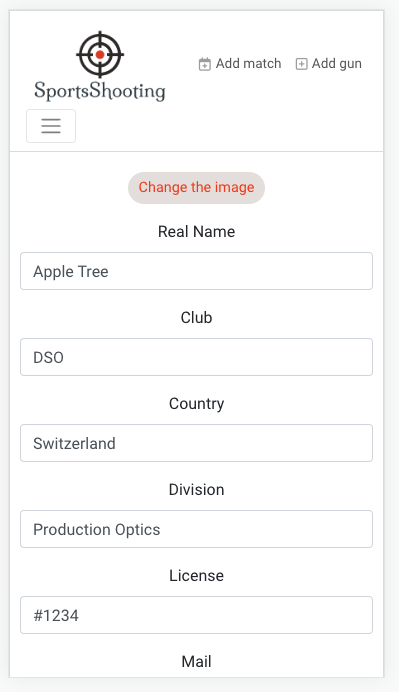 SportsShooting
Add match
Add gun
Change the image
Real Name
Apple Tree
Club
DSO
Country
Switzerland
Division
Production Optics
License
#1234
Mail